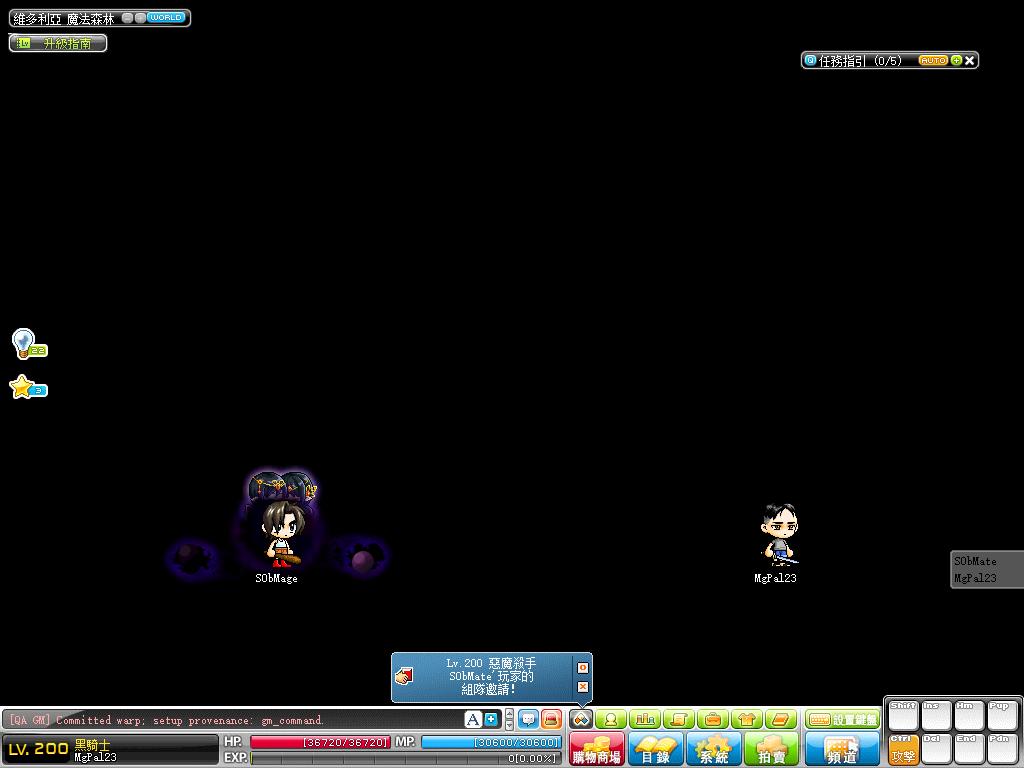 維多利亞 魔法森林 WORLD
Lv 升級指南
Q 任務指引 (0/5) AUTO
22
3
SObMage
MgPal23
SObMate
MgPal23
Lv.200 惡魔殺手
SObMate'玩家的
組隊邀請!
[QA GM] Committed warp; setup provenance: gm_command.
A
設置鍵盤
LV. 200 黑騎士
MgPal23
HP. [36720/36720] MP. [30600/30600]
EXP. 0[0.00%]
購物商場 目錄 系統 拍賣 頻道
Shift Ins Hm Pup
Ctrl Del End Pdn
攻擊